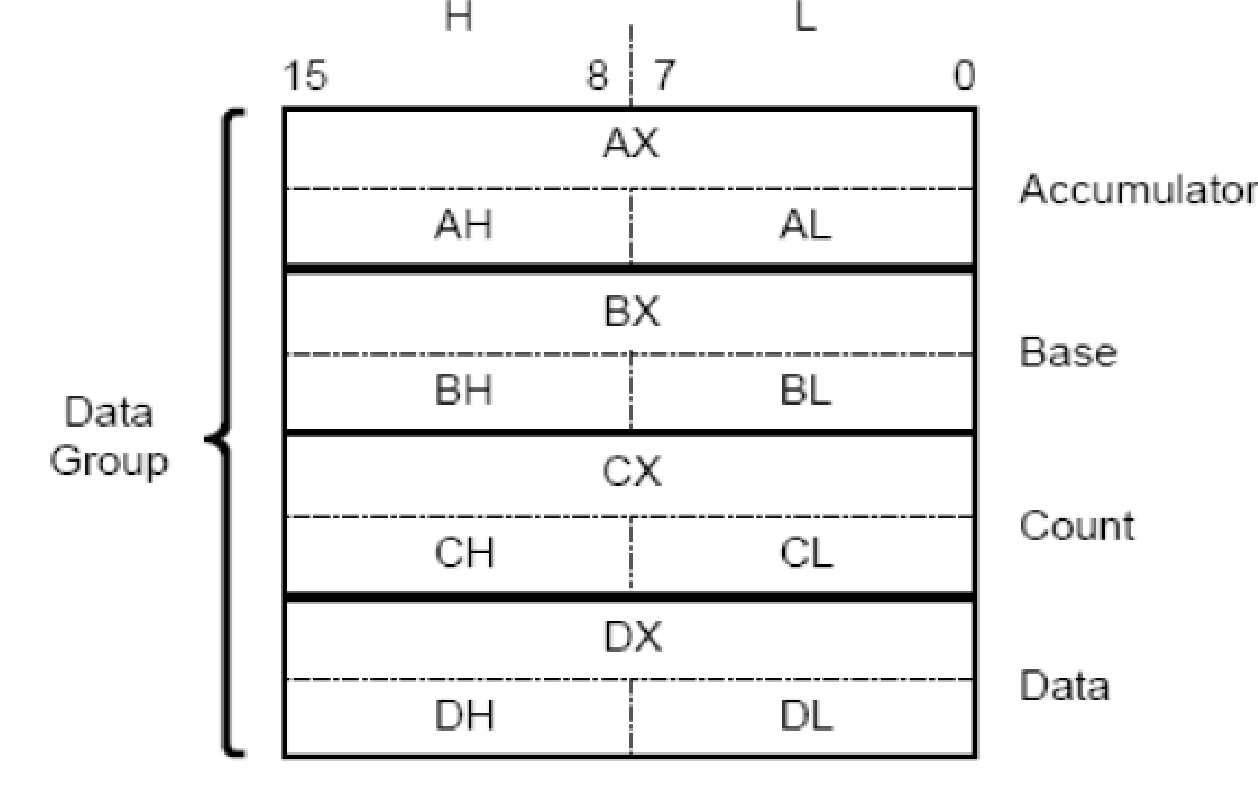 H L
15 8 7 0
AX
Accumulator
AH AL
BX
Base
BH BL
Data
Group
CX
Count
CH CL
DX
Data
DH DL